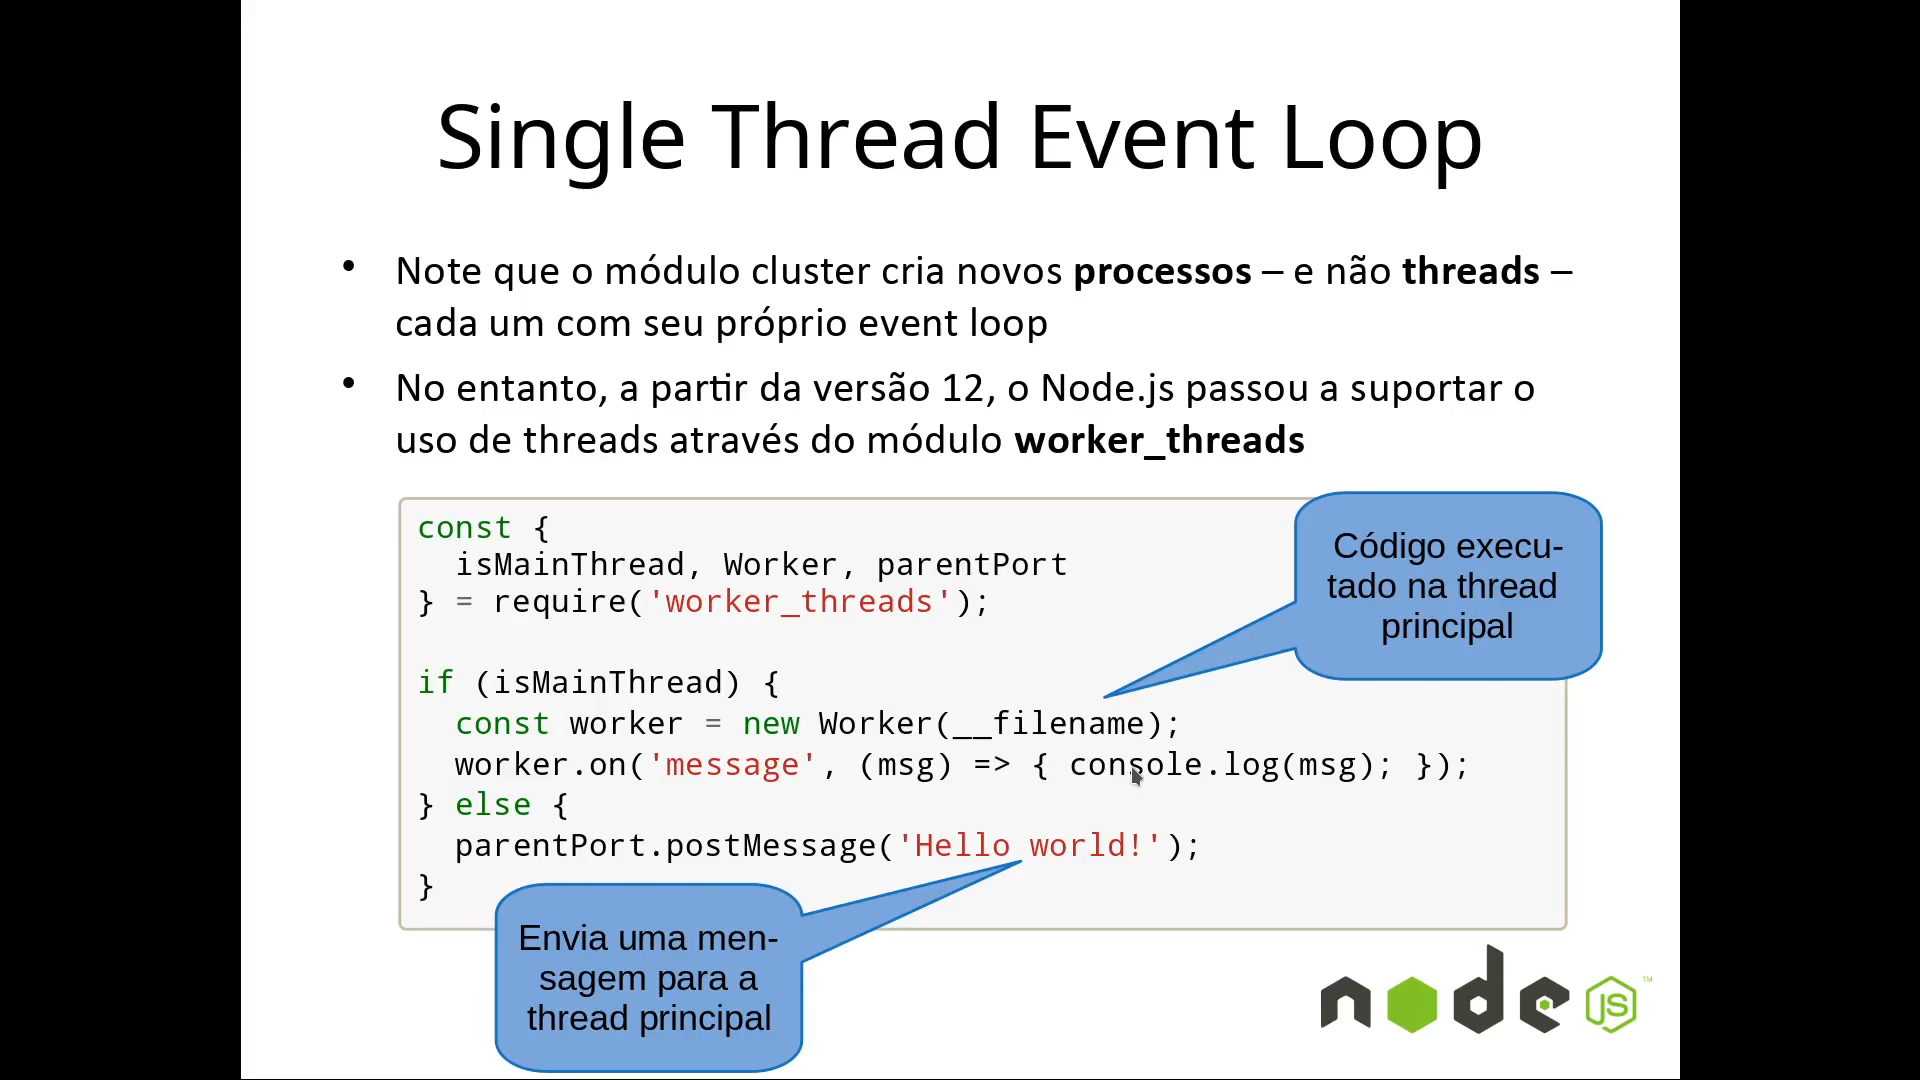 Single Thread Event Loop
• Note que o módulo cluster cria novos processos – e não threads –
cada um com seu próprio event loop
• No entanto, a partir da versão 12, o Node.js passou a suportar o
uso de threads através do módulo worker_threads
const {
  isMainThread, Worker, parentPort
} = require('worker_threads');
if (isMainThread) {
  const worker = new Worker(__filename);
  worker.on('message', (msg) => { console.log(msg); });
} else {
  parentPort.postMessage('Hello world!');
}
Código execu-
tado na thread
principal
Envia uma men-
sagem para a
thread principal
node JS ™